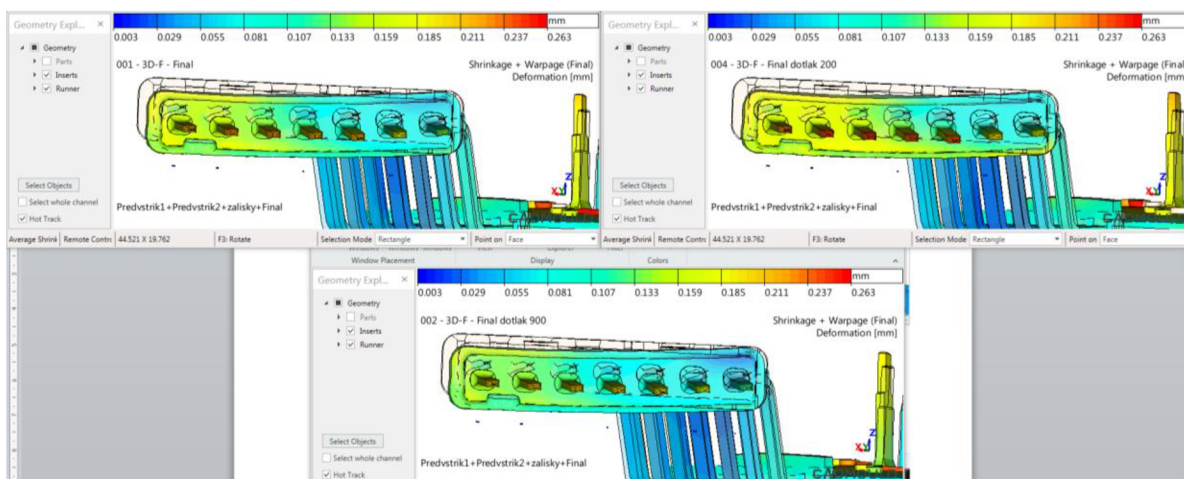 Geometry Expl... ×
mm
0.003 0.029 0.055 0.081 0.107 0.133 0.159 0.185 0.211 0.237 0.263
Geometry
Parts
Inserts
Runner
001 - 3D-F - Final
Shrinkage + Warpage (Final)
Deformation [mm]
Z
X Y
Select Objects
Select whole channel
Hot Track
Predvstrik1+Predvstrik2+zalisky+Final
Average Shrink Remote Contr 44.521 X 19.762 F3: Rotate Selection Mode Rectangle Point on Face
Geometry Expl... ×
mm
0.003 0.029 0.055 0.081 0.107 0.133 0.159 0.185 0.211 0.237 0.263
Geometry
Parts
Inserts
Runner
004 - 3D-F - Final dotlak 200
Shrinkage + Warpage (Final)
Deformation [mm]
Z
X Y
Select Objects
Select whole channel
Hot Track
Predvstrik1+Predvstrik2+zalisky+Final
Average Shrink Remote Contr 44.521 X 19.762 F3: Rotate Selection Mode Rectangle Point on Face
Window Placement Display Colors
Geometry Expl... ×
mm
0.003 0.029 0.055 0.081 0.107 0.133 0.159 0.185 0.211 0.237 0.263
Geometry
Parts
Inserts
Runner
002 - 3D-F - Final dotlak 900
Shrinkage + Warpage (Final)
Deformation [mm]
Z
X Y
Select Objects
Select whole channel
Hot Track
Predvstrik1+Predvstrik2+zalisky+Final